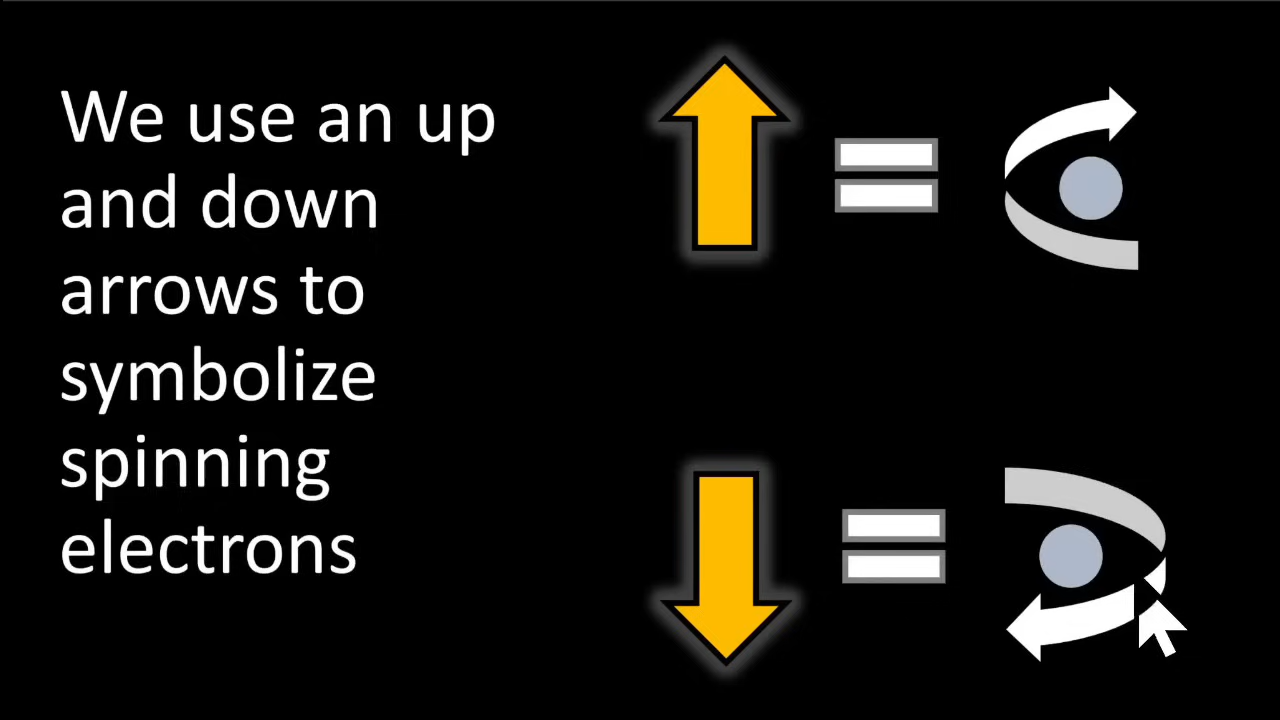 We use an up
and down
arrows to
symbolize
spinning
electrons